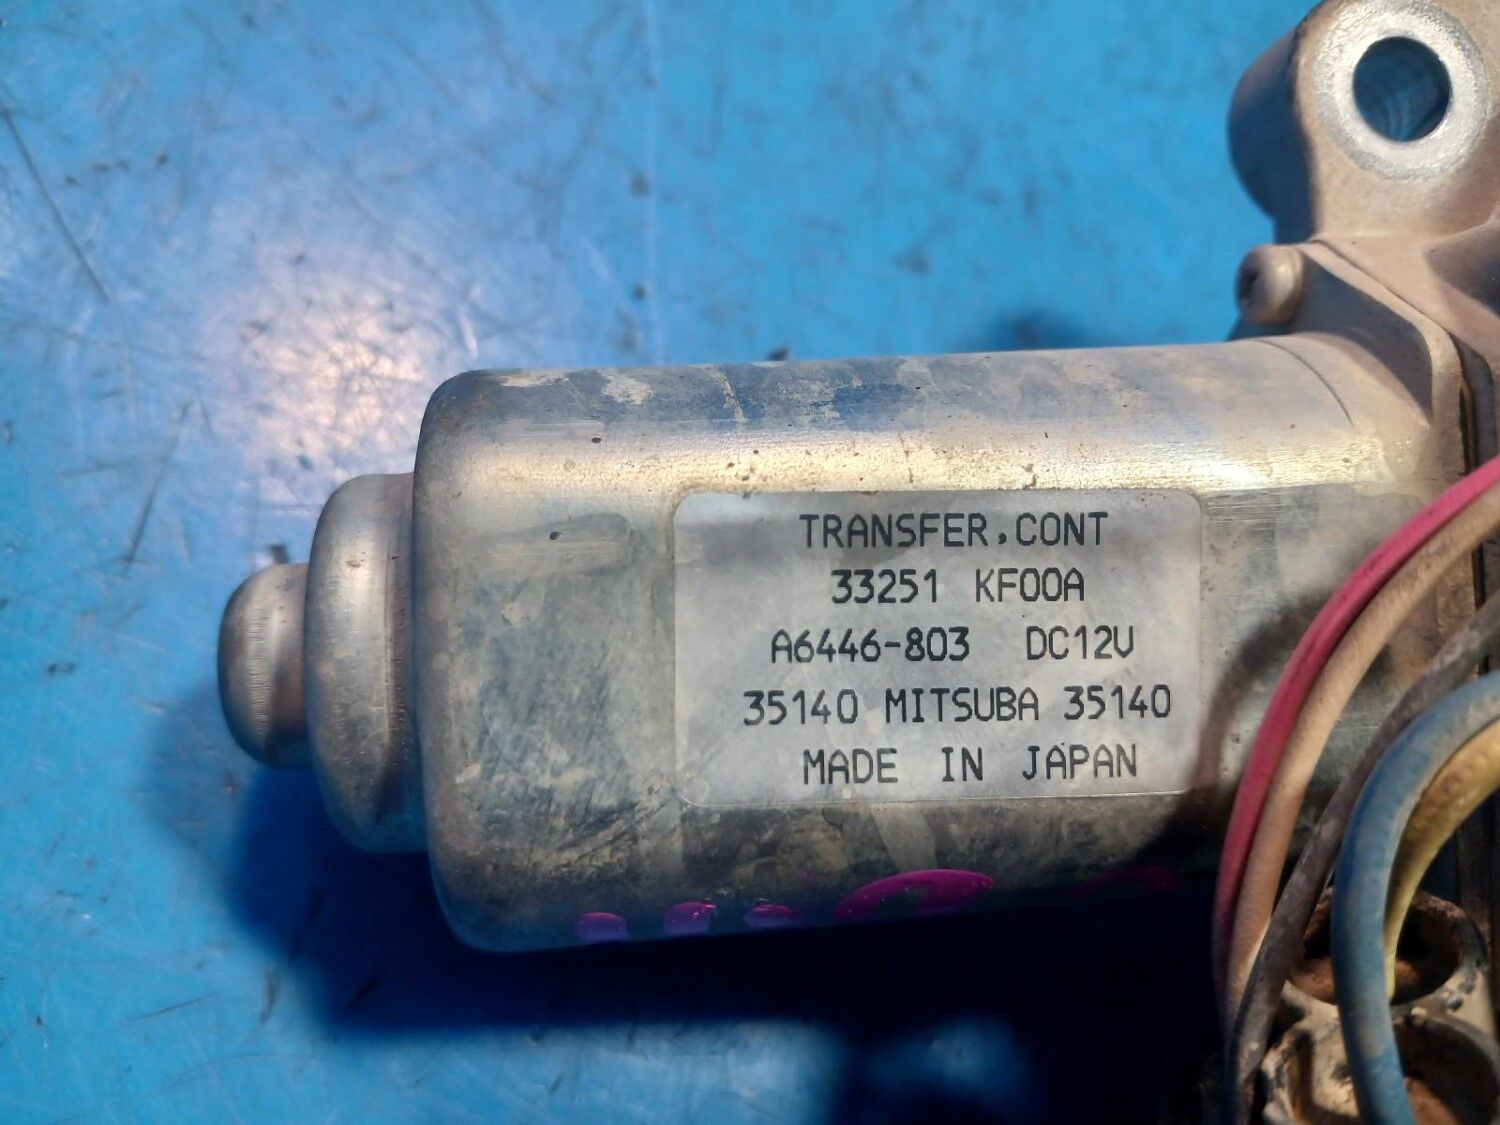 TRANSFER.CONT
33251 KF00A
A6446-803 DC12V
35140 MITSUBA 35140
MADE IN JAPAN